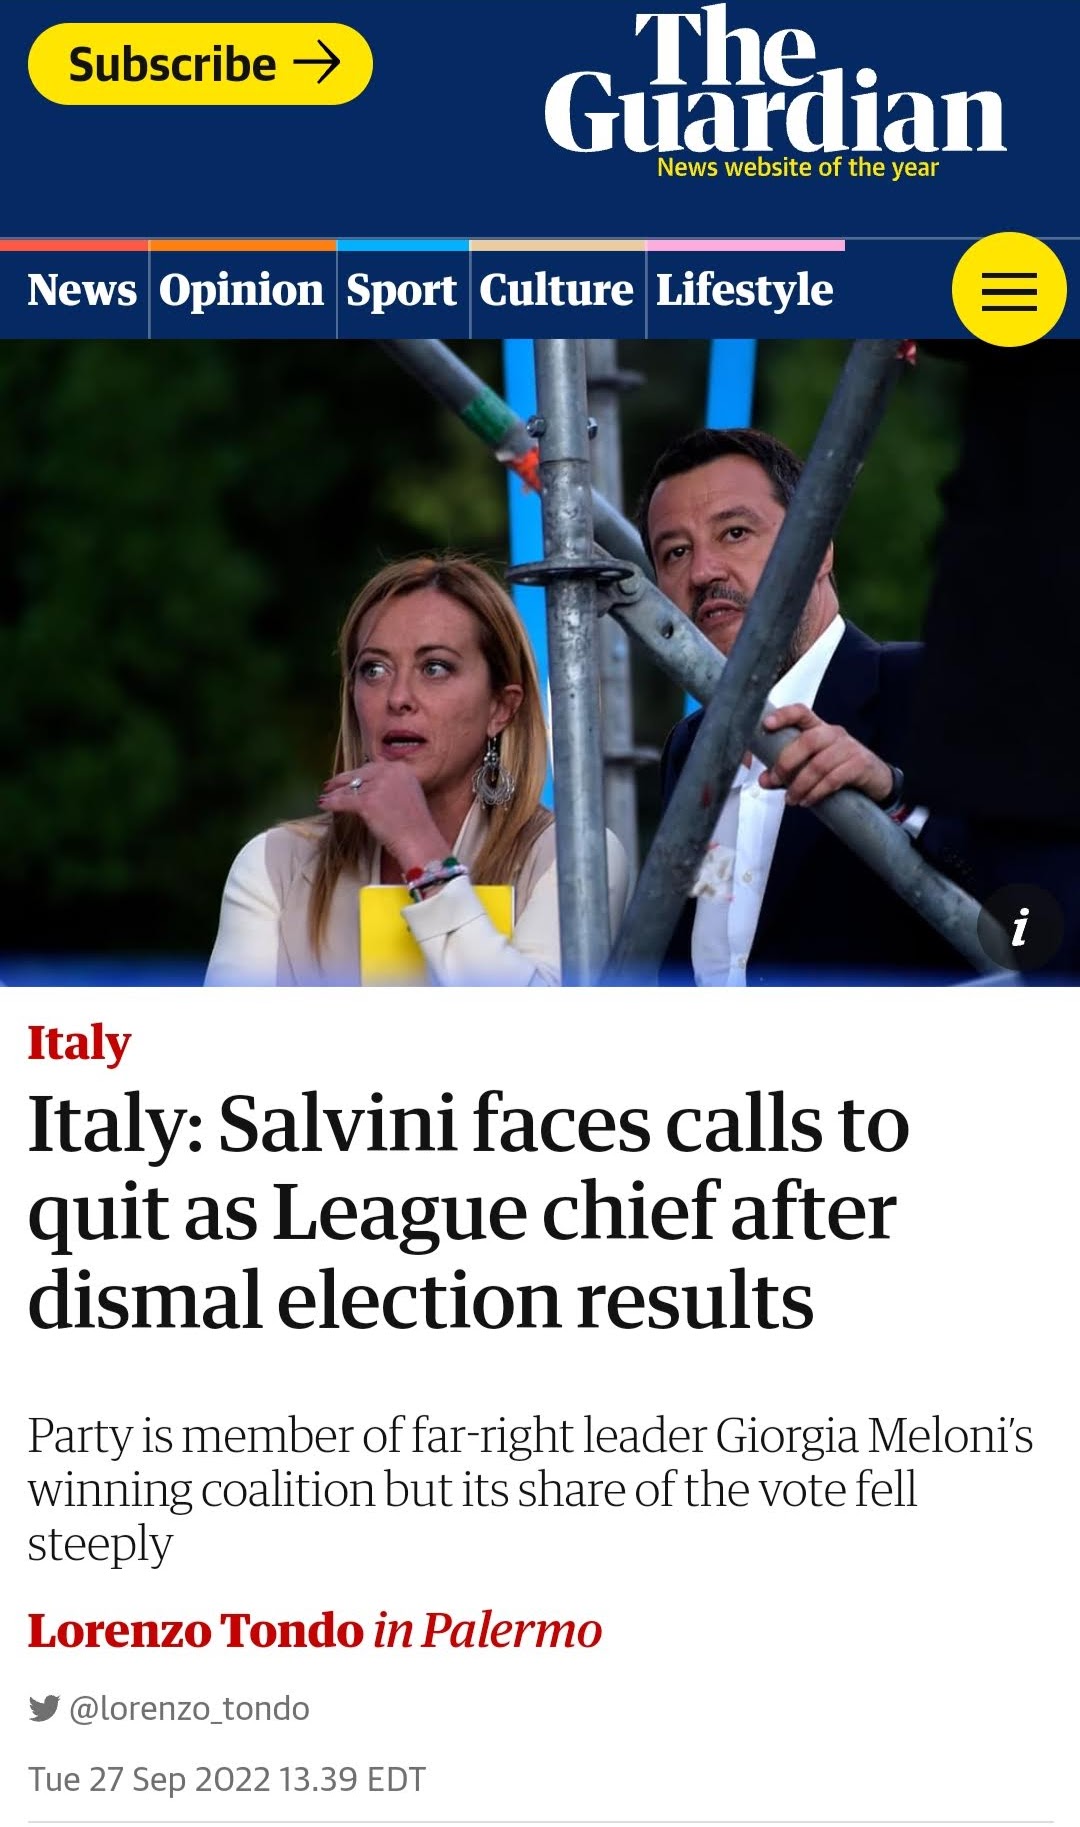 Subscribe →
The
Guardian
News website of the year
News Opinion Sport Culture Lifestyle
i
Italy
Italy: Salvini faces calls to
quit as League chief after
dismal election results
Party is member of far-right leader Giorgia Meloni's
winning coalition but its share of the vote fell
steeply
Lorenzo Tondo in Palermo
@lorenzo_tondo
Tue 27 Sep 2022 13.39 EDT